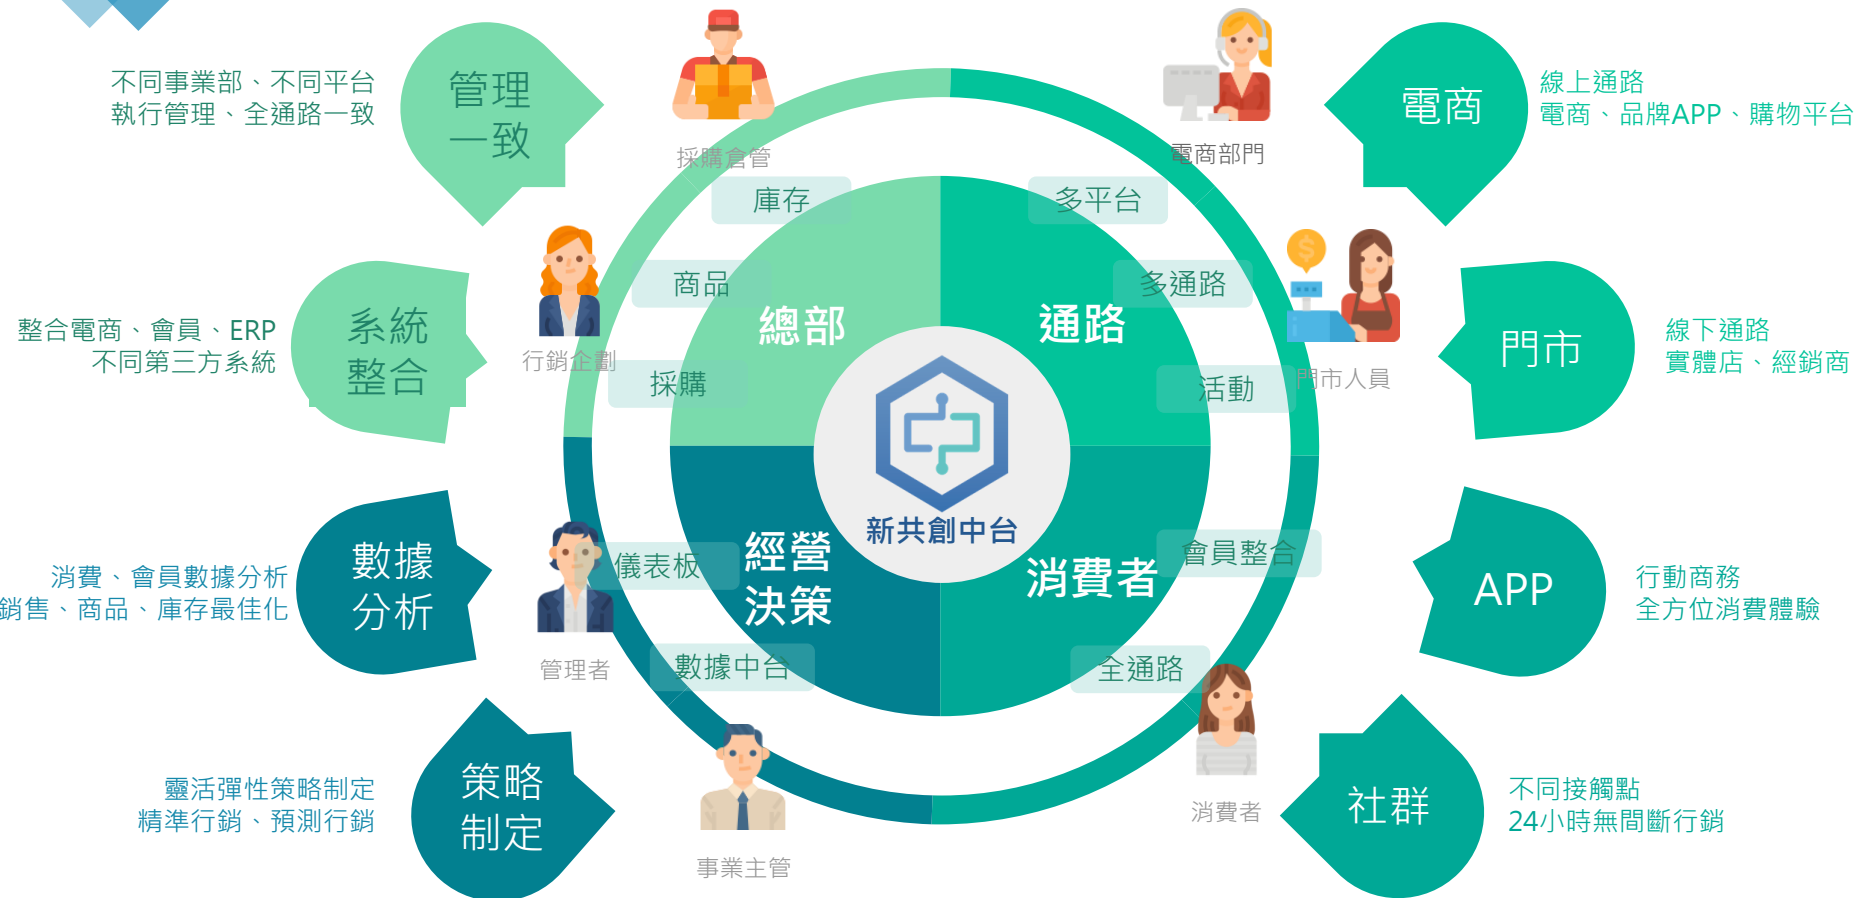 管理
一致
不同事業部、不同平台
執行管理、全通路一致
採購倉管
庫存
電商部門
多平台
電商
線上通路
電商、品牌APP、購物平台
系統
整合
整合電商、會員、ERP
不同第三方系統
行銷企劃
商品
採購
總部
通路
多通路
活動
門市人員
門市
線下通路
實體店、經銷商
新共創中台
數據
分析
消費、會員數據分析
銷售、商品、庫存最佳化
管理者
儀表板
數據中台
經營
決策
消費者
會員整合
全通路
APP
行動商務
全方位消費體驗
策略
制定
靈活彈性策略制定
精準行銷、預測行銷
事業主管
消費者
社群
不同接觸點
24小時無間斷行銷